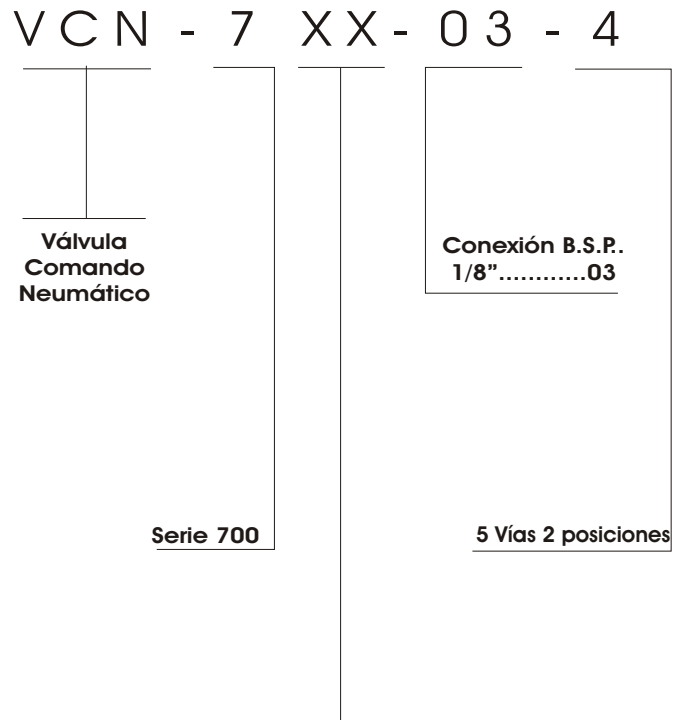 VCN - 7 XX - 03 - 4
Válvula
Comando
Neumático
Conexión B.S.P..
1/8”............03
Serie 700
5 Vías 2 posiciones